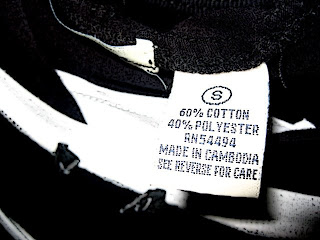 S
60% COTTON
40% POLYESTER
RN54494
MADE IN CAMBODIA
SEE REVERSE FOR CARE